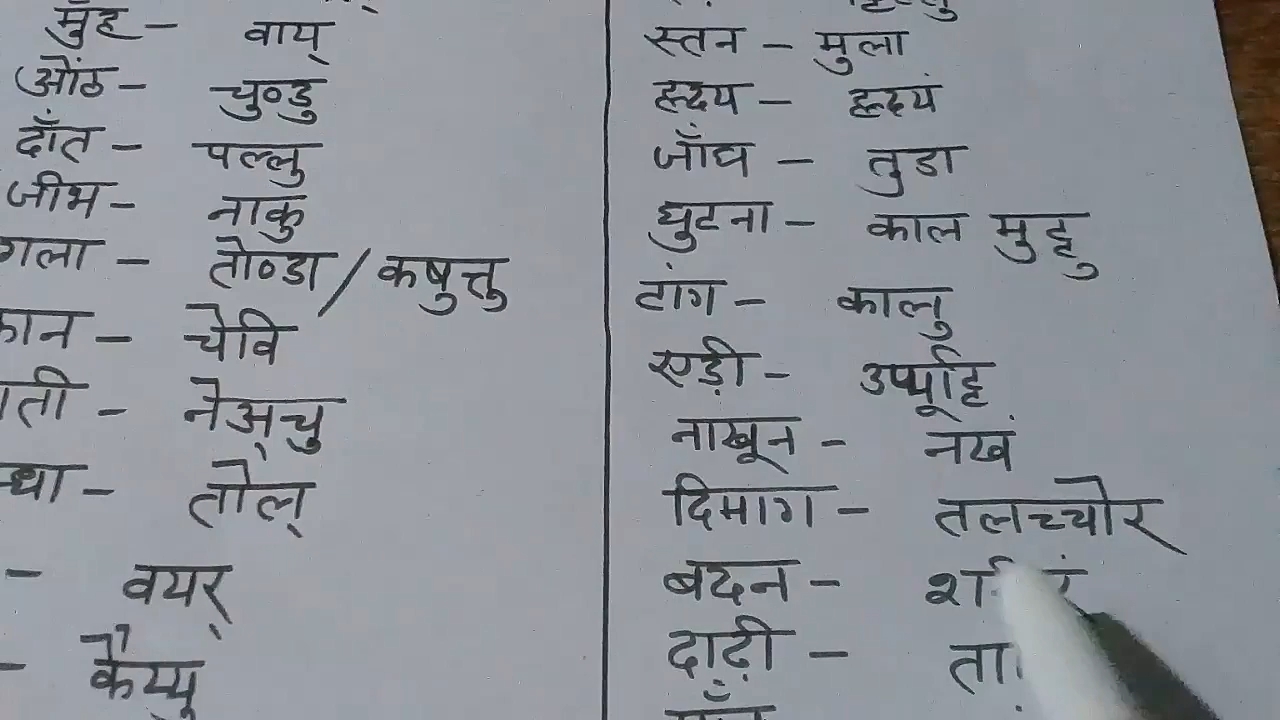 मुँह - वाय्
ओंठ - चुण्डु
दाँत - पल्लु
जीभ - नाकु
गला - तोण्डा / कषुत्तु
कान - चेवि
नेञ्चु
तोल्
- वयर्
- कैय्यु
स्तन - मुला
हृदय - हृदयं
जाँघ - तुडा
घुटना - काल मुट्टु
टांग - कालु
एड़ी - उप्पूट्टि
नाखून - नखं
दिमाग - तलच्चोर
बदन -
दाढ़ी -